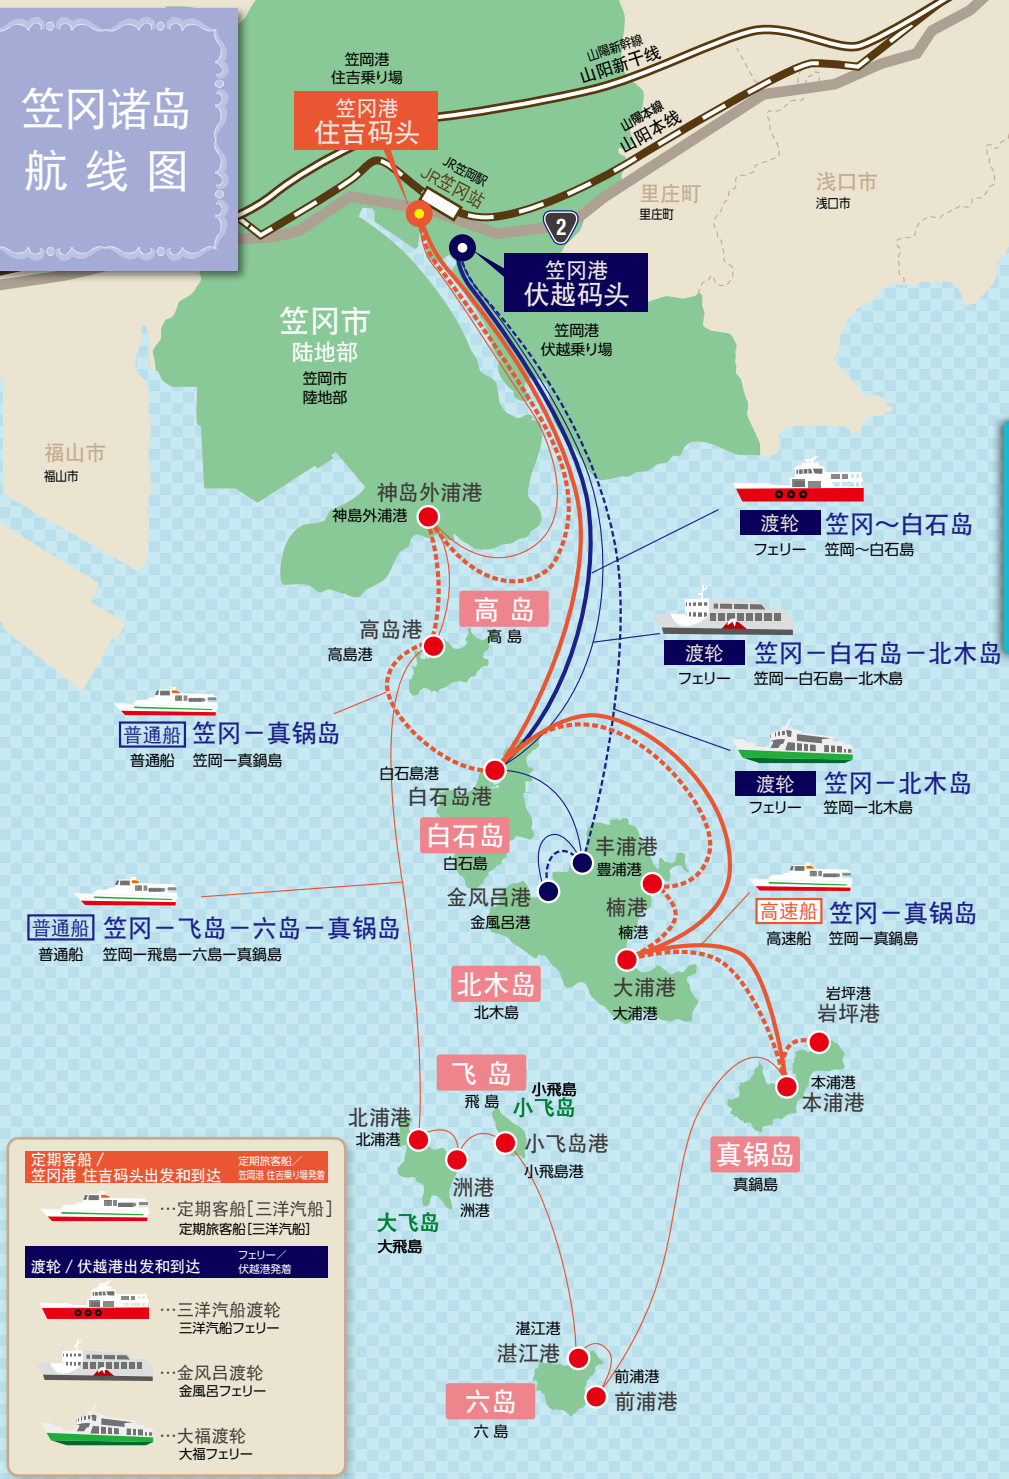 笠冈诸岛
航线图
笠岡港
住吉乗り場
笠冈港
住吉码头
山陽新幹線
山阳新干线
山陽本線
山阳本线
JR笠岡駅
JR笠冈站
里庄町
里庄町
浅口市
浅口市
2
笠冈港
伏越码头
笠岡港
伏越乗り場
笠冈市
陆地部
笠岡市
陸地部
福山市
福山市
神岛外浦港
神島外浦港
渡轮 笠冈～白石岛
フェリー 笠岡～白石島
高岛
高島
高岛港
高島港
渡轮 笠冈－白石岛－北木岛
フェリー 笠岡ー白石島ー北木島
普通船 笠冈－真锅岛
普通船 笠岡ー真鍋島
白石島港
白石岛港
渡轮 笠冈－北木岛
フェリー 笠岡ー北木島
白石岛
白石島
丰浦港
豊浦港
金风吕港
金風呂港
楠港
楠港
高速船 笠冈－真锅岛
高速船 笠岡ー真鍋島
普通船 笠冈－飞岛－六岛－真锅岛
普通船 笠岡ー飛島ー六島ー真鍋島
北木岛
北木島
大浦港
大浦港
岩坪港
岩坪港
本浦港
本浦港
飞岛
飛島
小飛島
小飞岛
北浦港
北浦港
小飞岛港
小飛島港
洲港
洲港
真锅岛
真鍋島
大飞岛
大飛島
湛江港
湛江港
前浦港
前浦港
六岛
六島
定期客船 /
笠冈港 住吉码头出发和到达
定期旅客船／
笠岡港 住吉乗り場発着
…定期客船[三洋汽船]
定期旅客船[三洋汽船]
渡轮 / 伏越港出发和到达
フェリー／
伏越港発着
…三洋汽船渡轮
三洋汽船フェリー
…金风吕渡轮
金風呂フェリー
…大福渡轮
大福フェリー